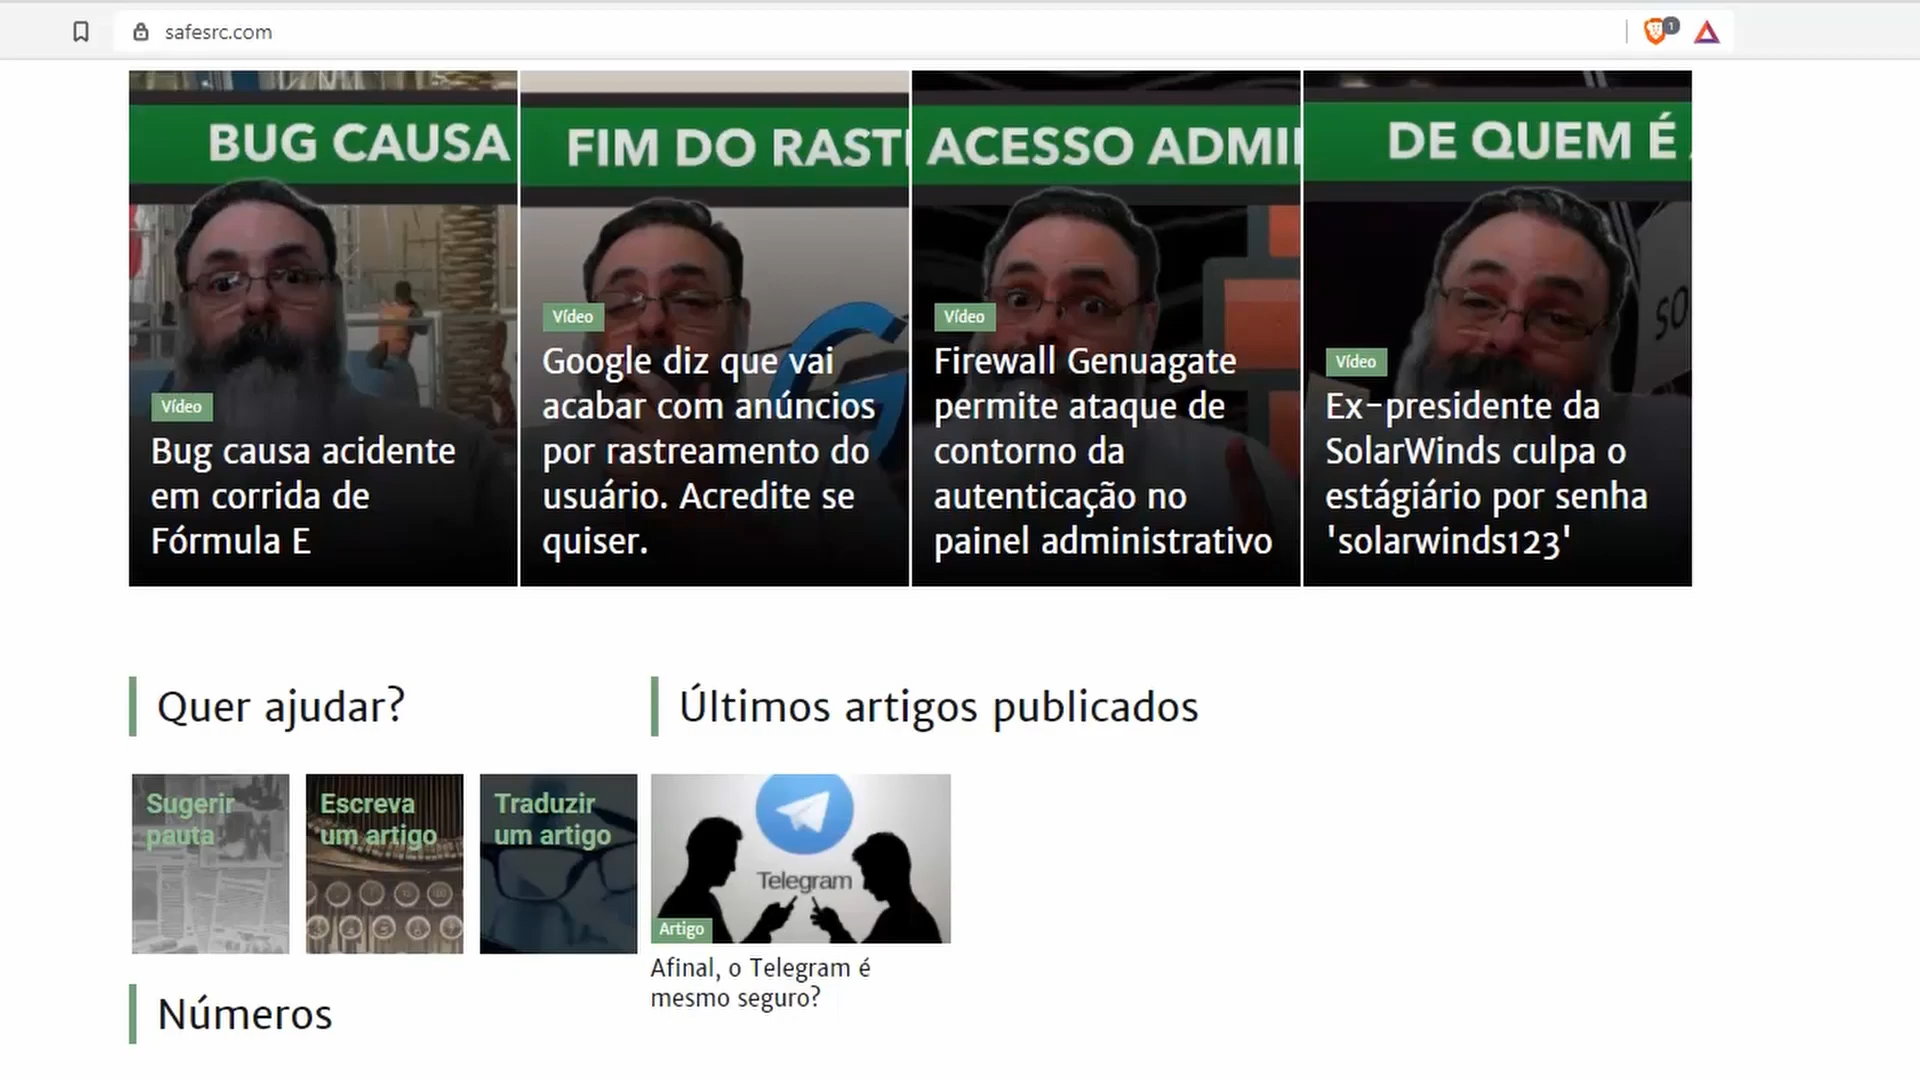 safesrc.com
1
BUG CAUSA
FIM DO RAST
ACESSO ADMI
DE QUEM É
SO
Vídeo
Bug causa acidente
em corrida de
Fórmula E
Vídeo
Google diz que vai
acabar com anúncios
por rastreamento do
usuário. Acredite se
quiser.
Vídeo
Firewall Genuagate
permite ataque de
contorno da
autenticação no
painel administrativo
Vídeo
Ex-presidente da
SolarWinds culpa o
estágiário por senha
'solarwinds123'
Quer ajudar?
Sugerir
pauta
Escreva
um artigo
Traduzir
um artigo
Números
Últimos artigos publicados
Telegram
Artigo
Afinal, o Telegram é
mesmo seguro?